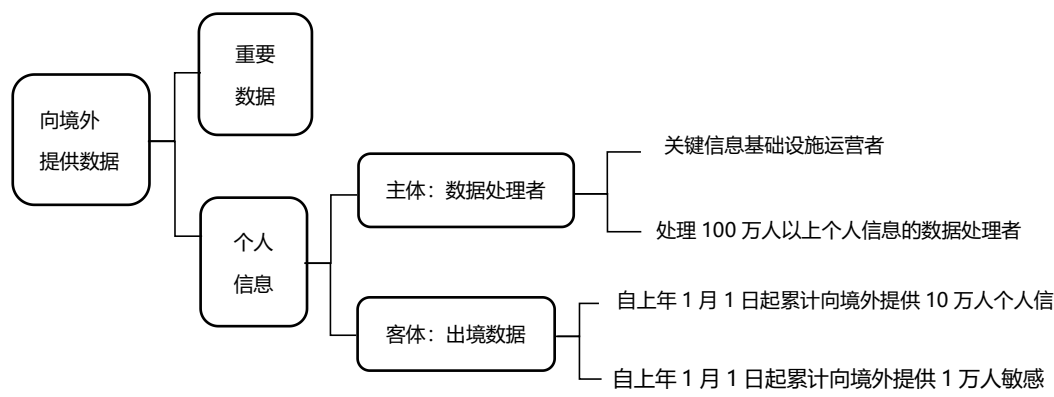 向境外
提供数据
重要
数据
个人
信息
主体：数据处理者
关键信息基础设施运营者
处理 100 万人以上个人信息的数据处理者
客体：出境数据
自上年 1 月 1 日起累计向境外提供 10 万人个人信
自上年 1 月 1 日起累计向境外提供 1 万人敏感